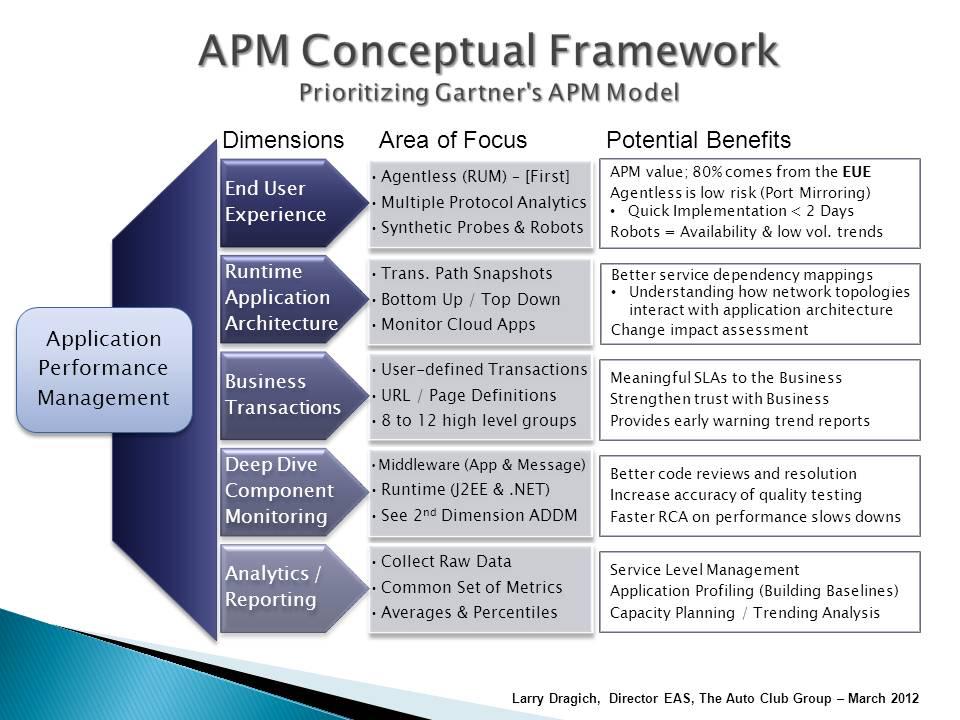 APM Conceptual Framework
Prioritizing Gartner's APM Model
Dimensions
Area of Focus
Potential Benefits
Application
Performance
Management
End User
Experience
• Agentless (RUM) – [First]
• Multiple Protocol Analytics
• Synthetic Probes & Robots
APM value; 80% comes from the EUE
Agentless is low risk (Port Mirroring)
• Quick Implementation < 2 Days
Robots = Availability & low vol. trends
Runtime
Application
Architecture
• Trans. Path Snapshots
• Bottom Up / Top Down
• Monitor Cloud Apps
Better service dependency mappings
• Understanding how network topologies
interact with application architecture
Change impact assessment
Business
Transactions
• User-defined Transactions
• URL / Page Definitions
• 8 to 12 high level groups
Meaningful SLAs to the Business
Strengthen trust with Business
Provides early warning trend reports
Deep Dive
Component
Monitoring
• Middleware (App & Message)
• Runtime (J2EE & .NET)
• See 2nd Dimension ADDM
Better code reviews and resolution
Increase accuracy of quality testing
Faster RCA on performance slows downs
Analytics /
Reporting
• Collect Raw Data
• Common Set of Metrics
• Averages & Percentiles
Service Level Management
Application Profiling (Building Baselines)
Capacity Planning / Trending Analysis
Larry Dragich, Director EAS, The Auto Club Group – March 2012